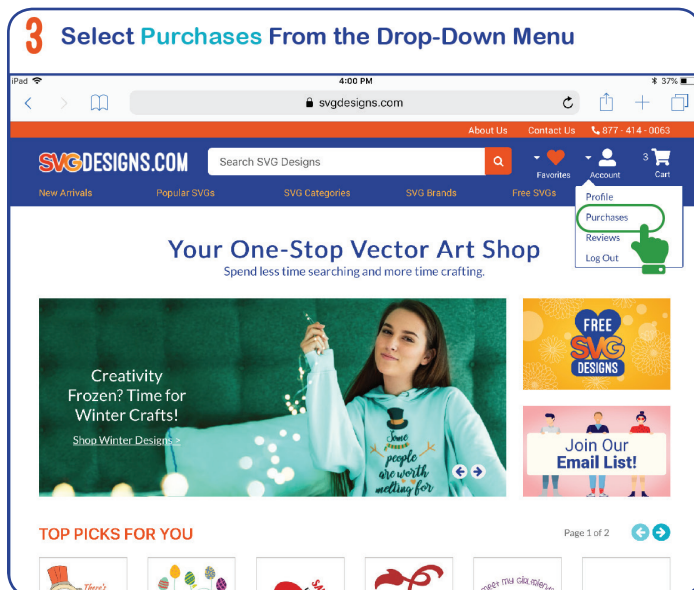 3 Select Purchases From the Drop-Down Menu
iPad 4:00 PM 37%
svgdesigns.com
About Us Contact Us 877 - 414 - 0063
SVGDESIGNS.COM Search SVG Designs Favorites Account 3 Cart
New Arrivals Popular SVGs SVG Categories SVG Brands Free SVGs
Profile
Purchases
Reviews
Log Out
Your One-Stop Vector Art Shop
Spend less time searching and more time crafting.
Creativity
Frozen? Time for
Winter Crafts!
Shop Winter Designs >
Some
people
are worth
melting for
FREE
SVG
DESIGNS
Join Our
Email List!
TOP PICKS FOR YOU Page 1 of 2
There's
meet my